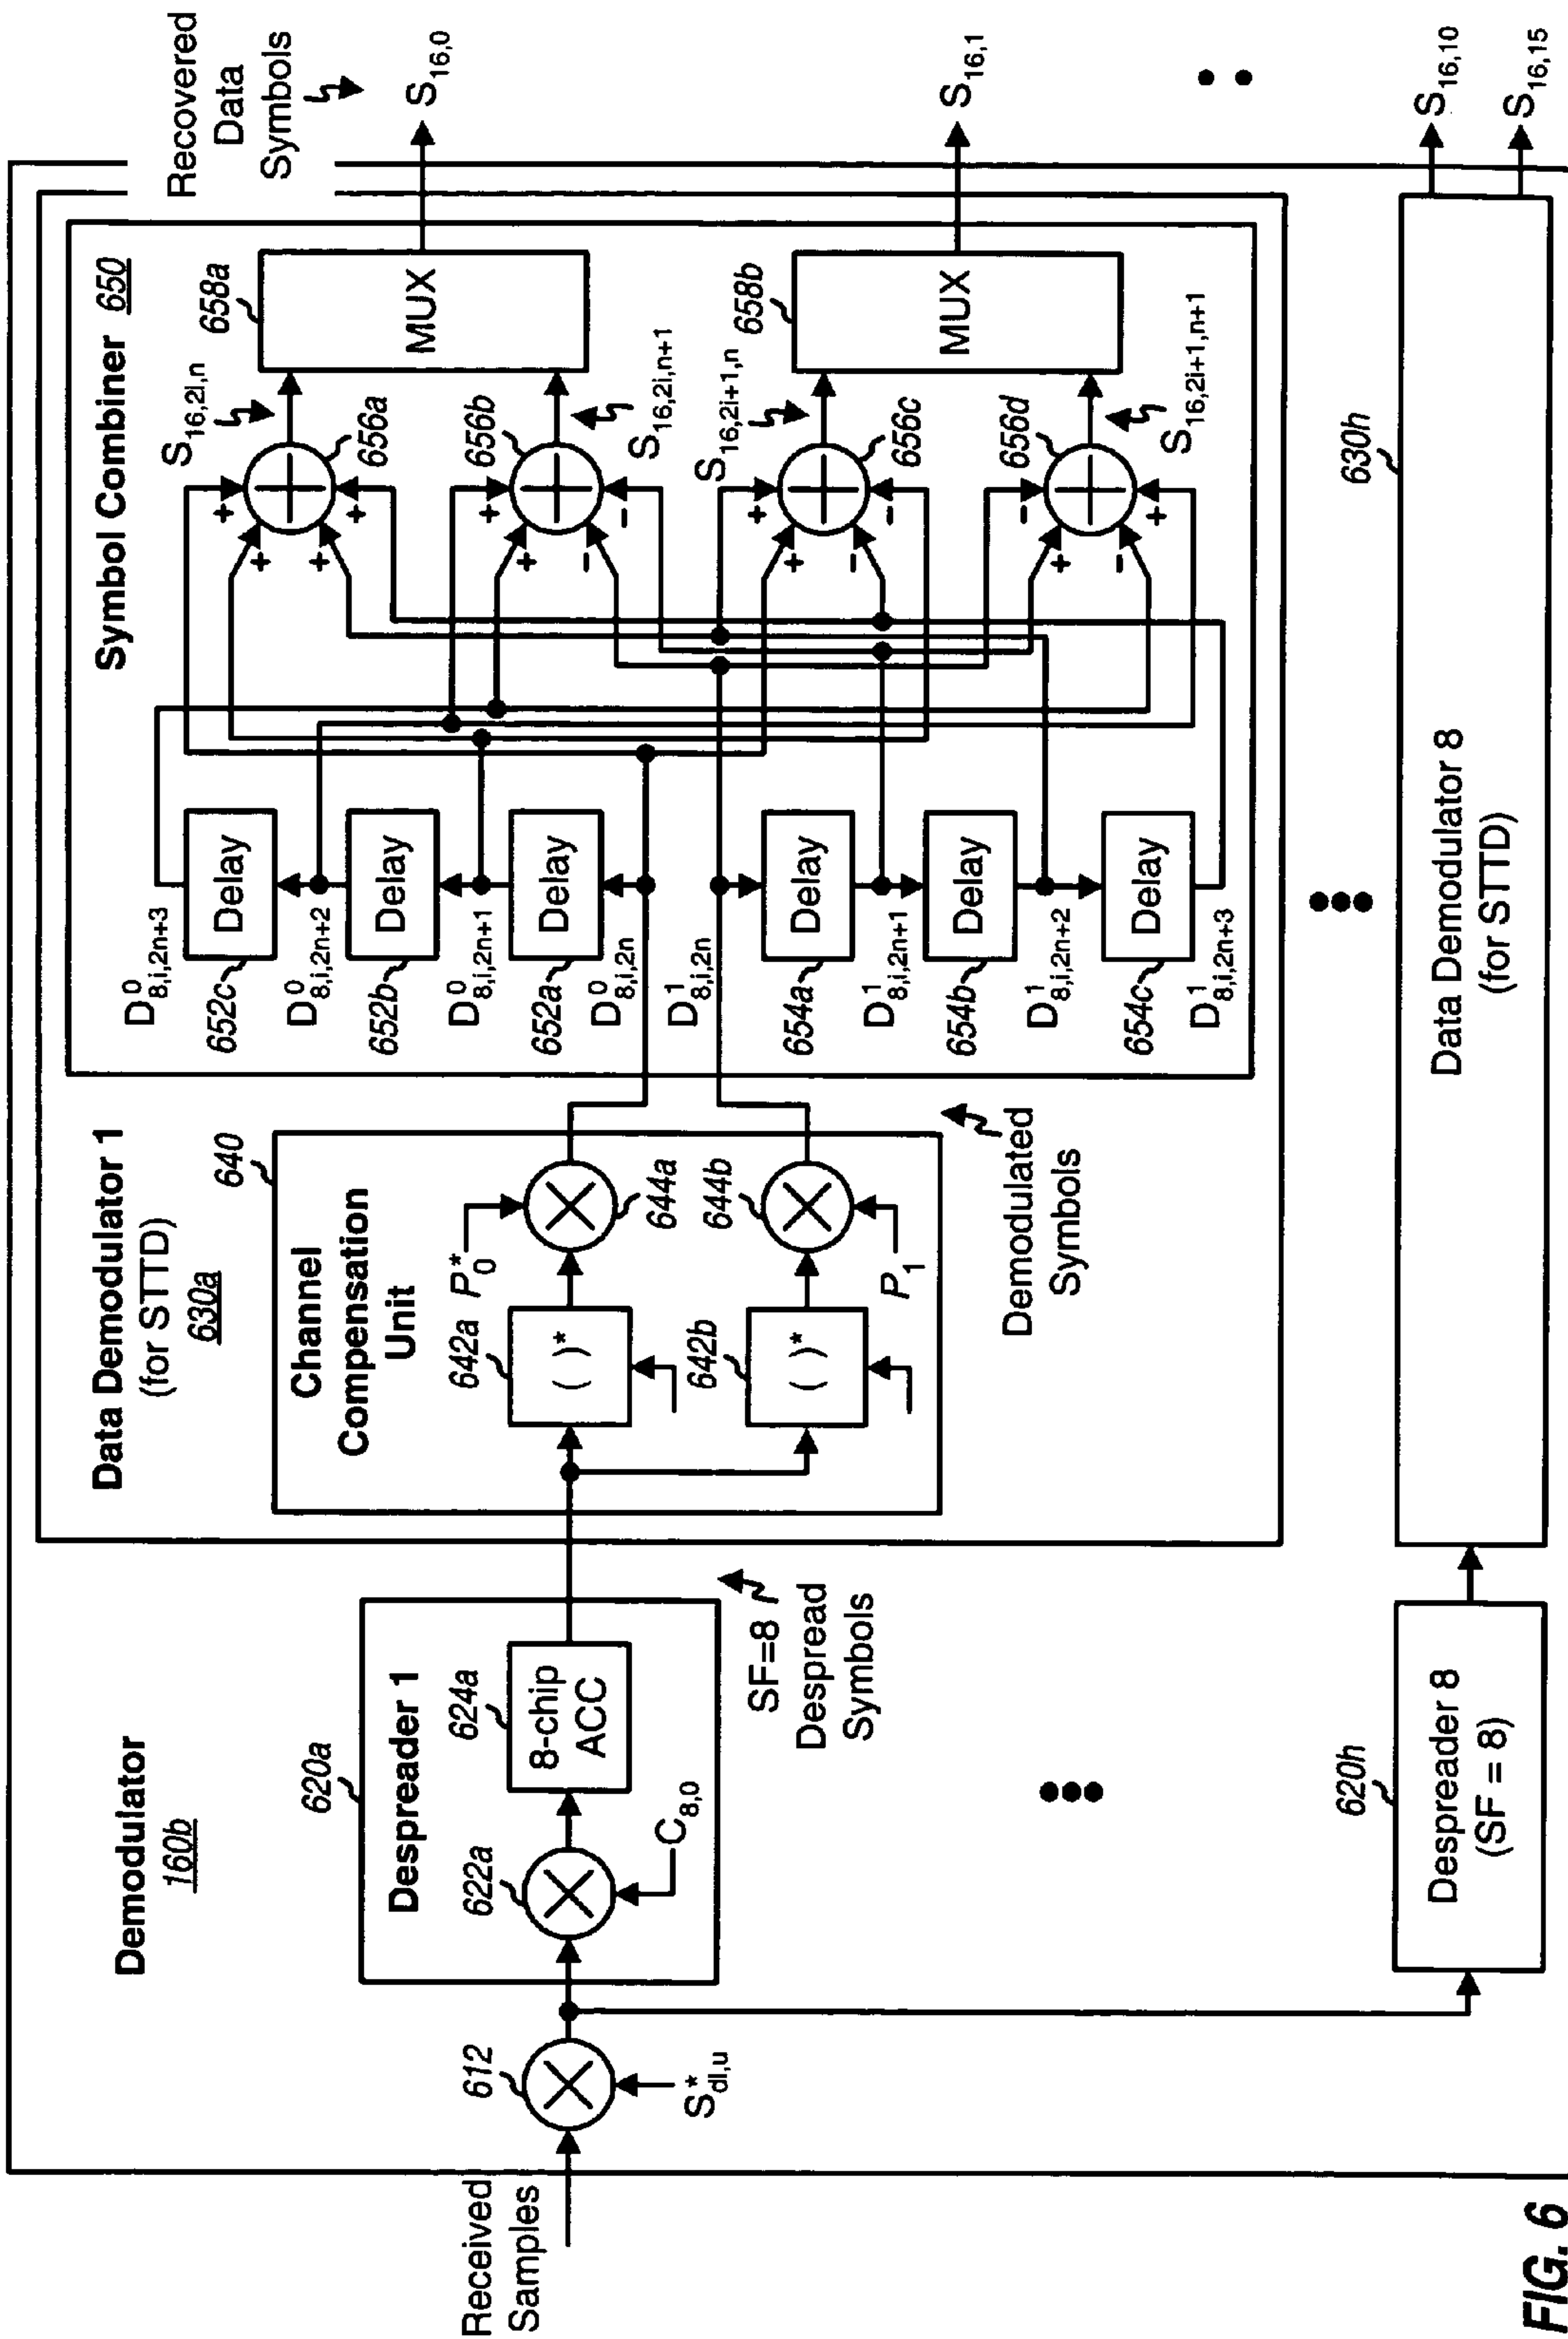 Demodulator
160b
Received
Samples
612
S*dl,u
620a
Despreader 1
622a
C8,0
624a
8-chip
ACC
SF=8
Despread
Symbols
Data Demodulator 1
(for STTD)
630a
640
Channel
Compensation
Unit
642a
( )*
P*0
644a
642b
( )*
644b
P1
Demodulated
Symbols
Symbol Combiner 650
D0 8,i,2n+3
652c
Delay
D0 8,i,2n+2
652b
Delay
D0 8,i,2n+1
652a
Delay
D0 8,i,2n
D1 8,i,2n
654a
Delay
D1 8,i,2n+1
654b
Delay
D1 8,i,2n+2
654c
Delay
D1 8,i,2n+3
S16,2i,n
+
+
+
+
656a
656b
+
+
-
-
S16,2i,n+1
S16,2i+1,n
+
+
-
-
656c
656d
-
+
-
+
S16,2i+1,n+1
658a
MUX
658b
MUX
Recovered
Data
Symbols
S16,0
S16,1
620h
Despreader 8
(SF = 8)
630h
Data Demodulator 8
(for STTD)
S16,10
S16,15
FIG. 6